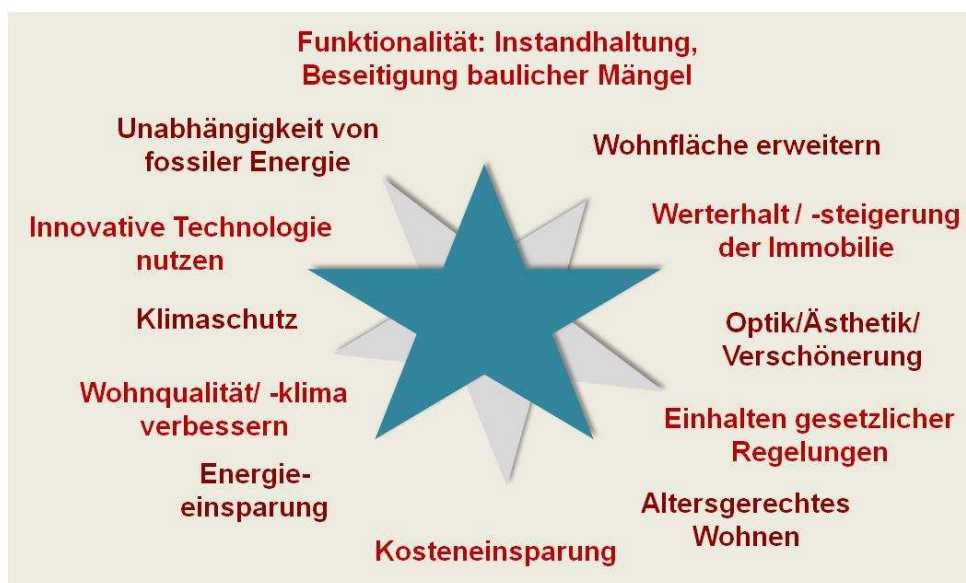 Funktionalität: Instandhaltung,
Beseitigung baulicher Mängel
Unabhängigkeit von
fossiler Energie
Wohnfläche erweitern
Innovative Technologie
nutzen
Werterhalt / -steigerung
der Immobilie
Klimaschutz
Optik/Ästhetik/
Verschönerung
Wohnqualität/ -klima
verbessern
Einhalten gesetzlicher
Regelungen
Energie-
einsparung
Altersgerechtes
Wohnen
Kosteneinsparung